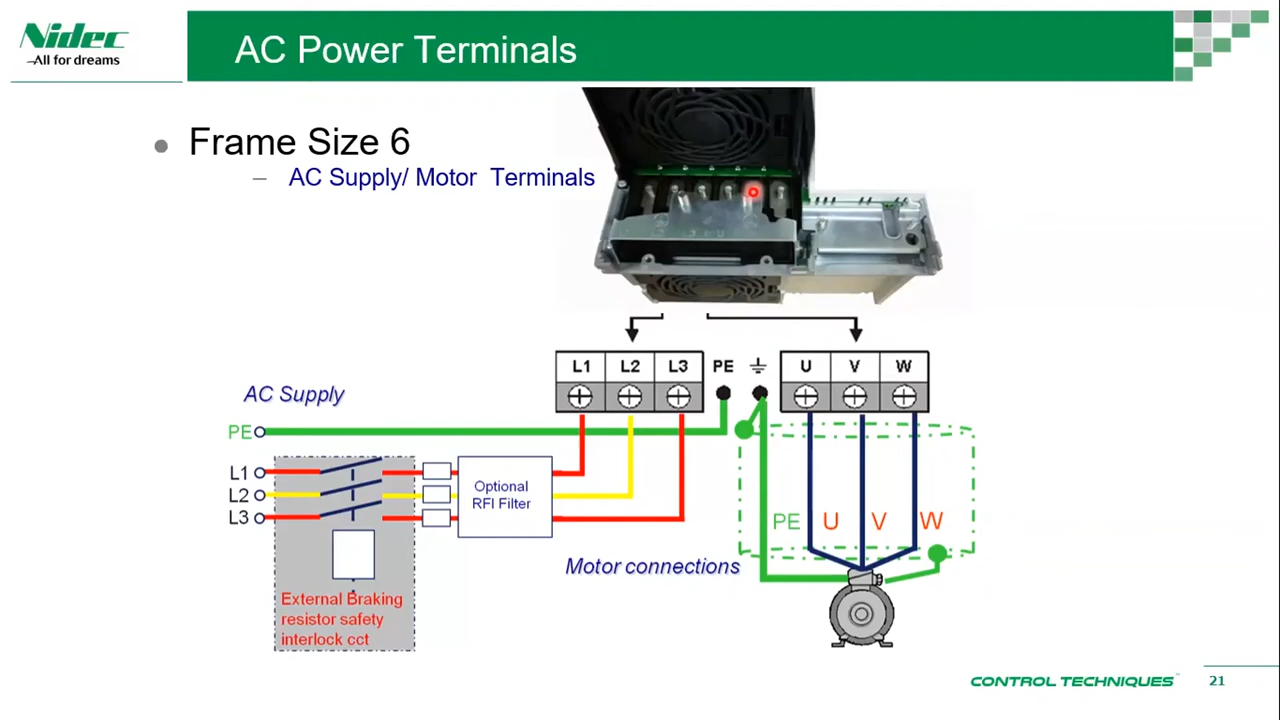 Nidec
All for dreams
AC Power Terminals
Frame Size 6
AC Supply/ Motor Terminals
L1 L2 L3 PE U V W
AC Supply
PE
L1
L2
L3
Optional
RFI Filter
PE U V W
Motor connections
External Braking
resistor safety
interlock cct
CONTROL TECHNIQUES
21